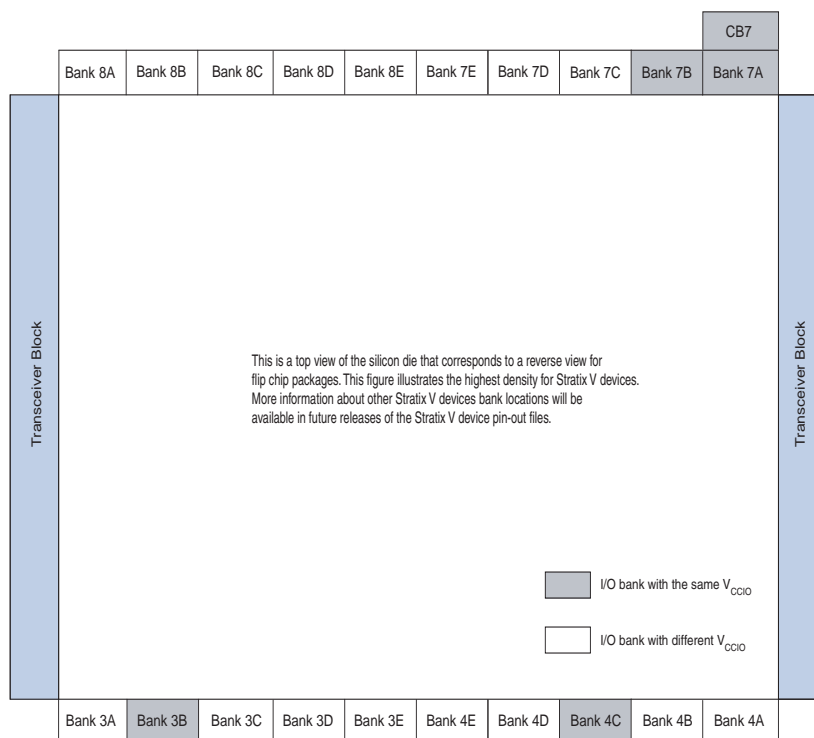 CB7
Bank 8A Bank 8B Bank 8C Bank 8D Bank 8E Bank 7E Bank 7D Bank 7C Bank 7B Bank 7A
Transceiver Block
Transceiver Block
This is a top view of the silicon die that corresponds to a reverse view for
flip chip packages. This figure illustrates the highest density for Stratix V devices.
More information about other Stratix V devices bank locations will be
available in future releases of the Stratix V device pin-out files.
I/O bank with the same VCCIO
I/O bank with different VCCIO
Bank 3A Bank 3B Bank 3C Bank 3D Bank 3E Bank 4E Bank 4D Bank 4C Bank 4B Bank 4A